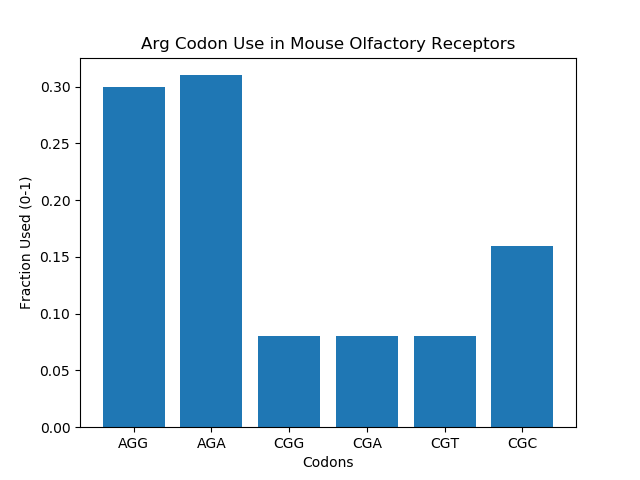 Arg Codon Use in Mouse Olfactory Receptors
Fraction Used (0-1)
0.30
0.25
0.20
0.15
0.10
0.05
0.00
AGG AGA CGG CGA CGT CGC
Codons